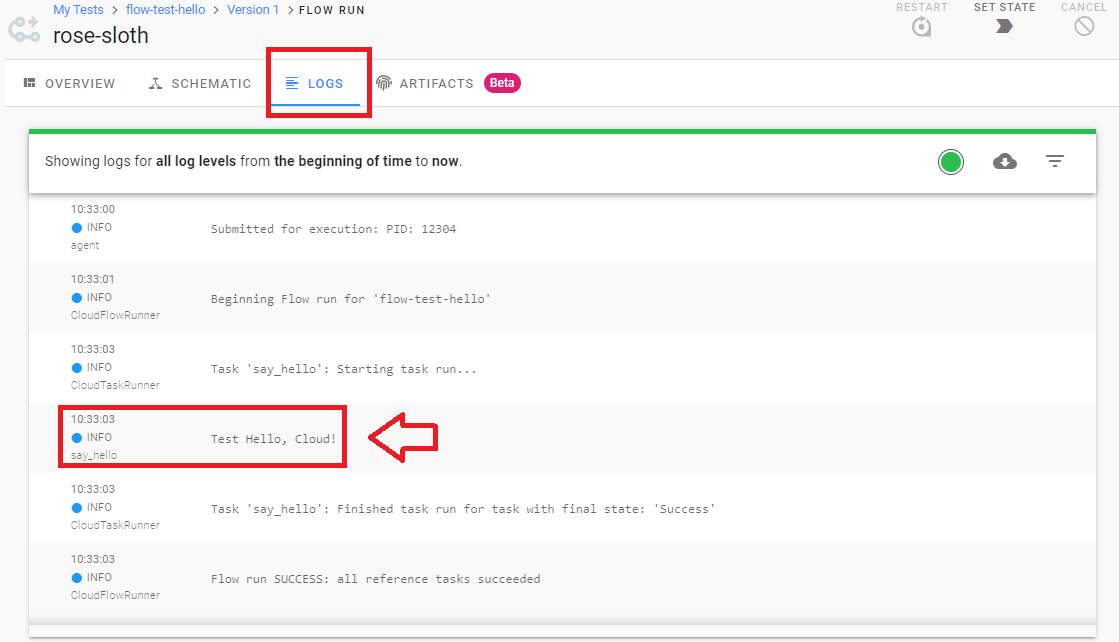 My Tests > flow-test-hello > Version 1 > FLOW RUN
rose-sloth
RESTART SET STATE CANCEL
OVERVIEW SCHEMATIC LOGS ARTIFACTS Beta
Showing logs for all log levels from the beginning of time to now.
10:33:00
INFO
agent
Submitted for execution: PID: 12304
10:33:01
INFO
CloudFlowRunner
Beginning Flow run for 'flow-test-hello'
10:33:03
INFO
CloudTaskRunner
Task 'say_hello': Starting task run...
10:33:03
INFO
say_hello
Test Hello, Cloud!
10:33:03
INFO
CloudTaskRunner
Task 'say_hello': Finished task run for task with final state: 'Success'
10:33:03
INFO
CloudFlowRunner
Flow run SUCCESS: all reference tasks succeeded